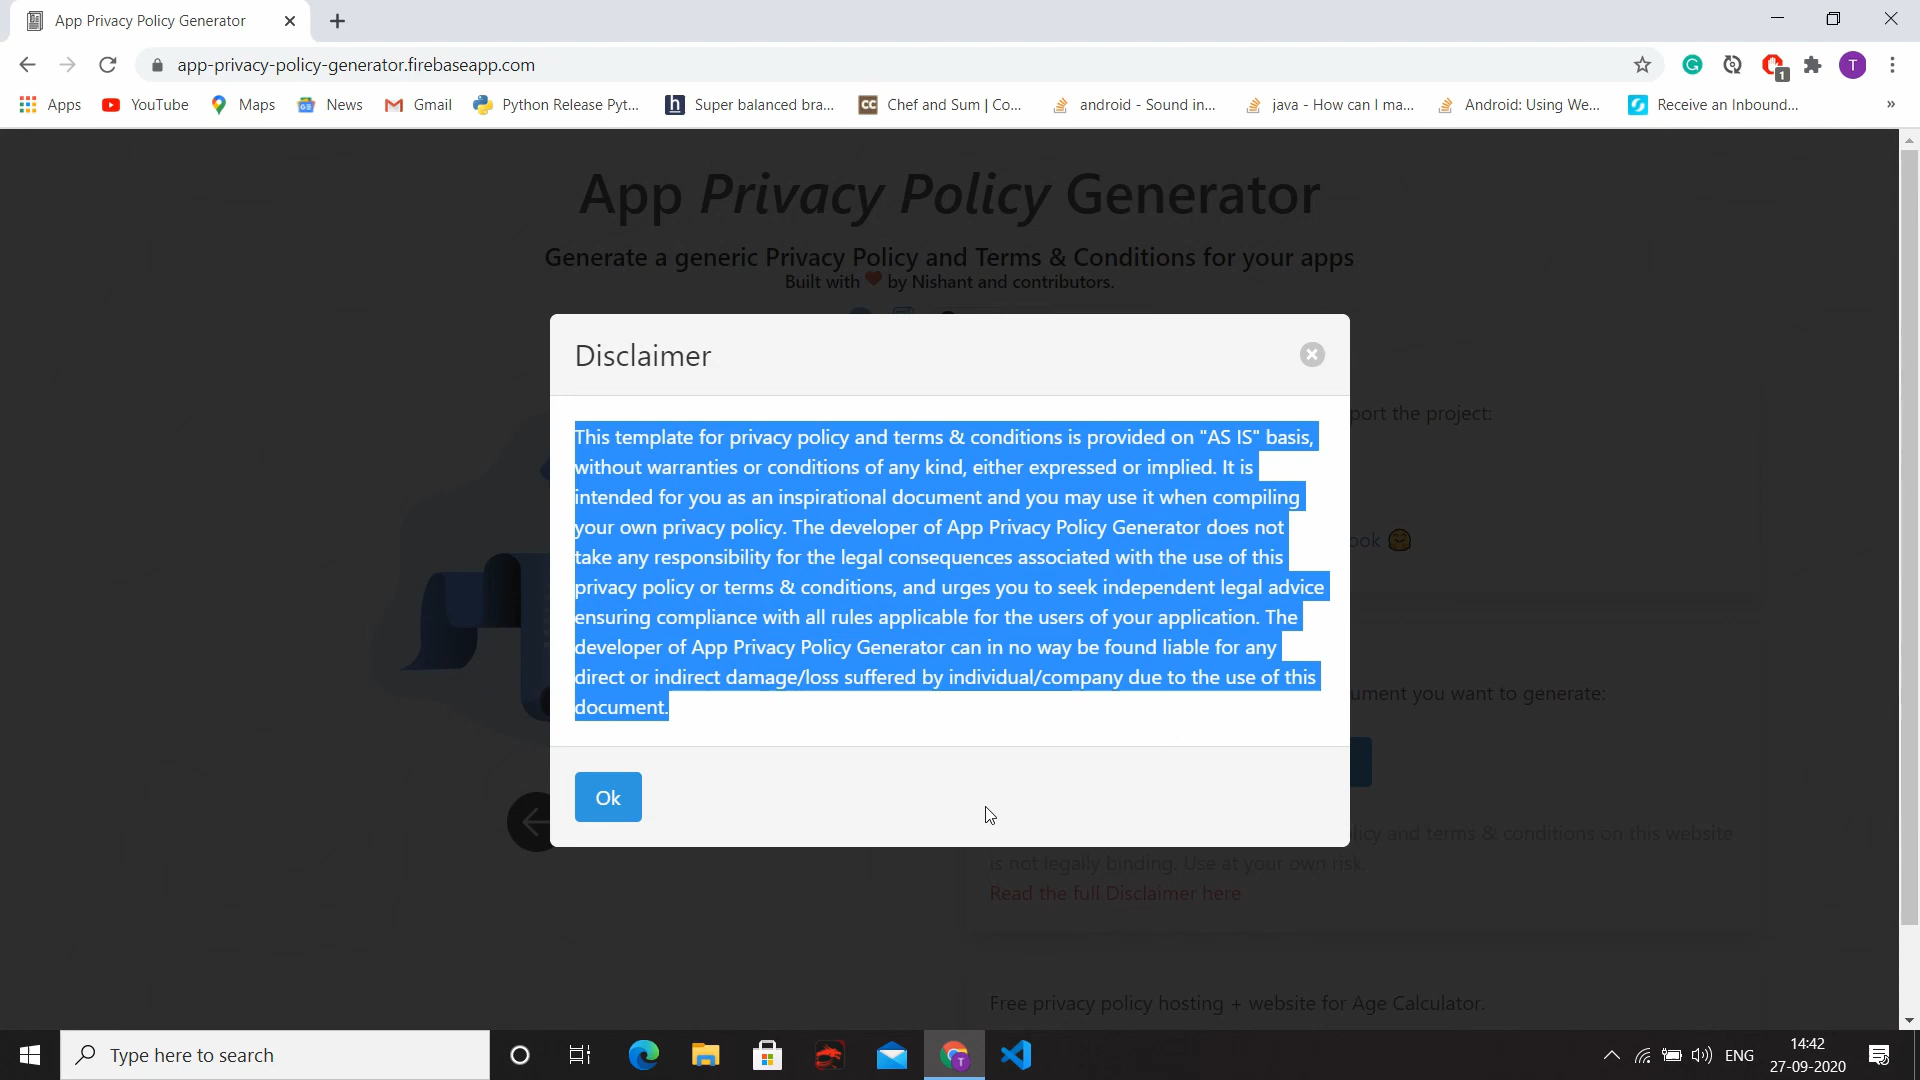 App Privacy Policy Generator
app-privacy-policy-generator.firebaseapp.com
1
T
Apps
YouTube
Maps
News
Gmail
Python Release Pyt...
Super balanced bra...
Chef and Sum | Co...
android - Sound in...
java - How can I ma...
Android: Using We...
Receive an Inbound...
»
App Privacy Policy Generator
Generate a generic Privacy Policy and Terms & Conditions for your apps
Built with ❤ by Nishant and contributors.
Disclaimer
port the project:
This template for privacy policy and terms & conditions is provided on "AS IS" basis,
without warranties or conditions of any kind, either expressed or implied. It is
intended for you as an inspirational document and you may use it when compiling
your own privacy policy. The developer of App Privacy Policy Generator does not
take any responsibility for the legal consequences associated with the use of this
privacy policy or terms & conditions, and urges you to seek independent legal advice
ensuring compliance with all rules applicable for the users of your application. The
developer of App Privacy Policy Generator can in no way be found liable for any
direct or indirect damage/loss suffered by individual/company due to the use of this
document.
ook 🤗
ument you want to generate:
Ok
licy and terms & conditions on this website
is not legally binding. Use at your own risk.
Read the full Disclaimer here
Free privacy policy hosting + website for Age Calculator.
Type here to search
ENG
14:42
27-09-2020